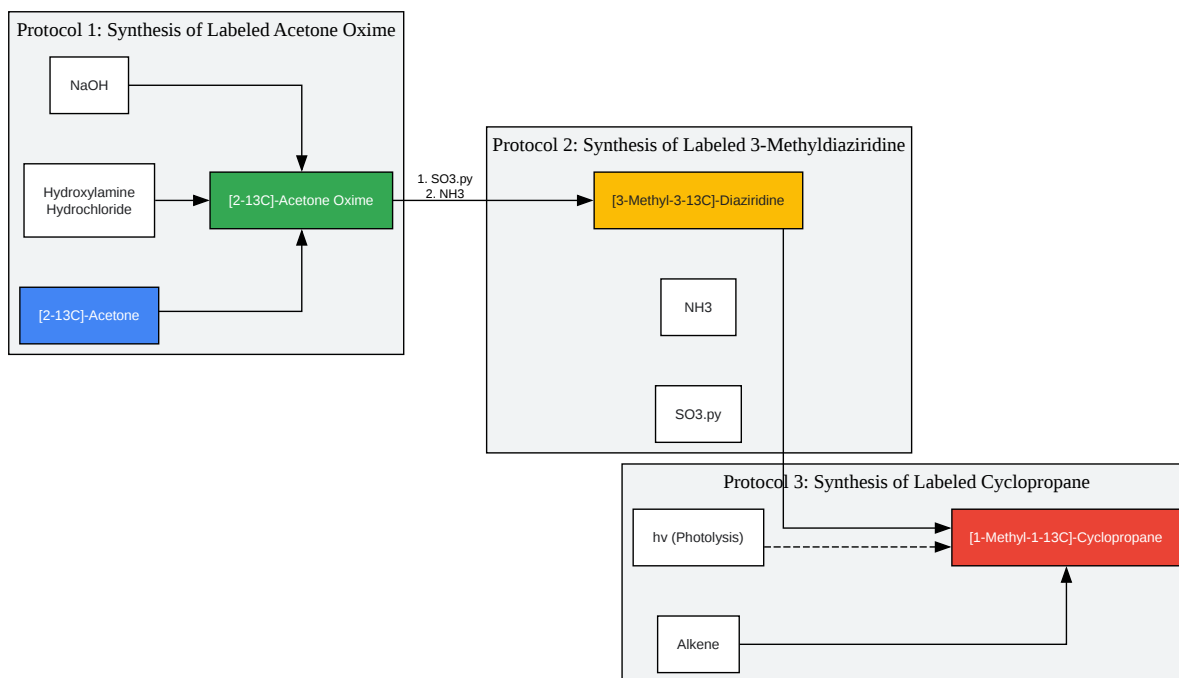 Protocol 1: Synthesis of Labeled Acetone Oxime
NaOH
Hydroxylamine
Hydrochloride
[2-13C]-Acetone Oxime
[2-13C]-Acetone
1. SO3.py
2. NH3
Protocol 2: Synthesis of Labeled 3-Methyldiaziridine
[3-Methyl-3-13C]-Diaziridine
NH3
SO3.py
Protocol 3: Synthesis of Labeled Cyclopropane
hv (Photolysis)
[1-Methyl-1-13C]-Cyclopropane
Alkene